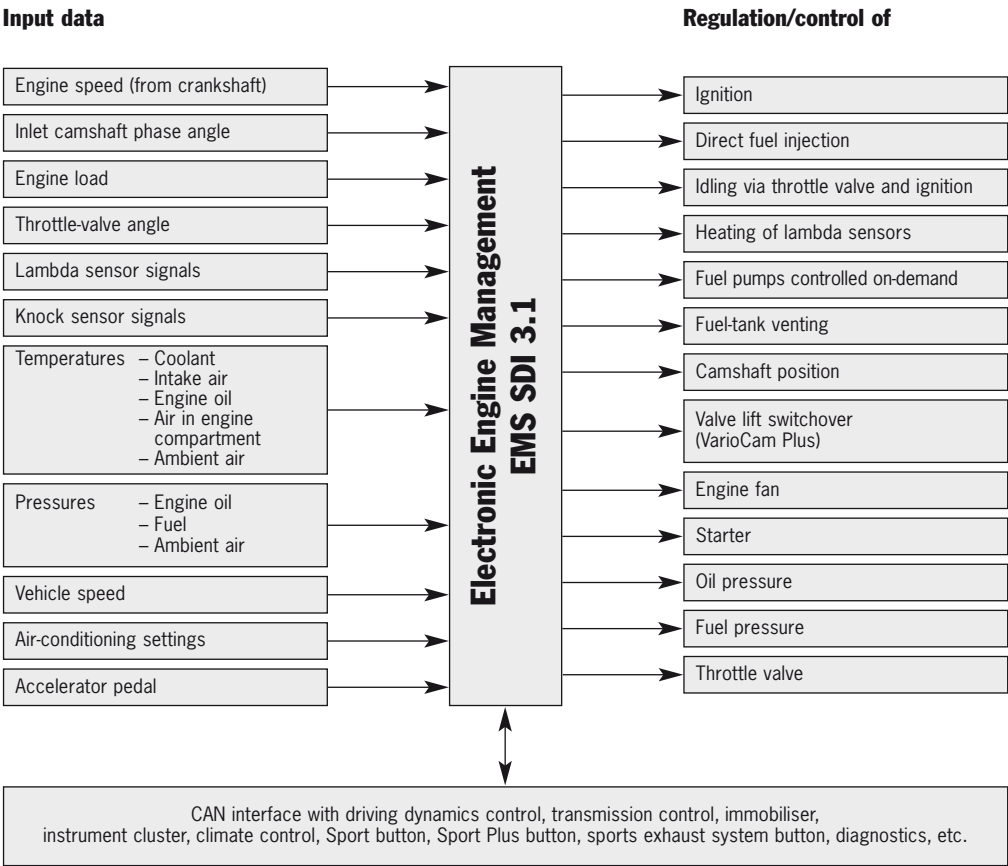 Input data
Regulation/control of
Engine speed (from crankshaft)
Inlet camshaft phase angle
Engine load
Throttle-valve angle
Lambda sensor signals
Knock sensor signals
Temperatures – Coolant
– Intake air
– Engine oil
– Air in engine
compartment
– Ambient air
Pressures – Engine oil
– Fuel
– Ambient air
Vehicle speed
Air-conditioning settings
Accelerator pedal
Electronic Engine Management
EMS SDI 3.1
Ignition
Direct fuel injection
Idling via throttle valve and ignition
Heating of lambda sensors
Fuel pumps controlled on-demand
Fuel-tank venting
Camshaft position
Valve lift switchover
(VarioCam Plus)
Engine fan
Starter
Oil pressure
Fuel pressure
Throttle valve
CAN interface with driving dynamics control, transmission control, immobiliser,
instrument cluster, climate control, Sport button, Sport Plus button, sports exhaust system button, diagnostics, etc.